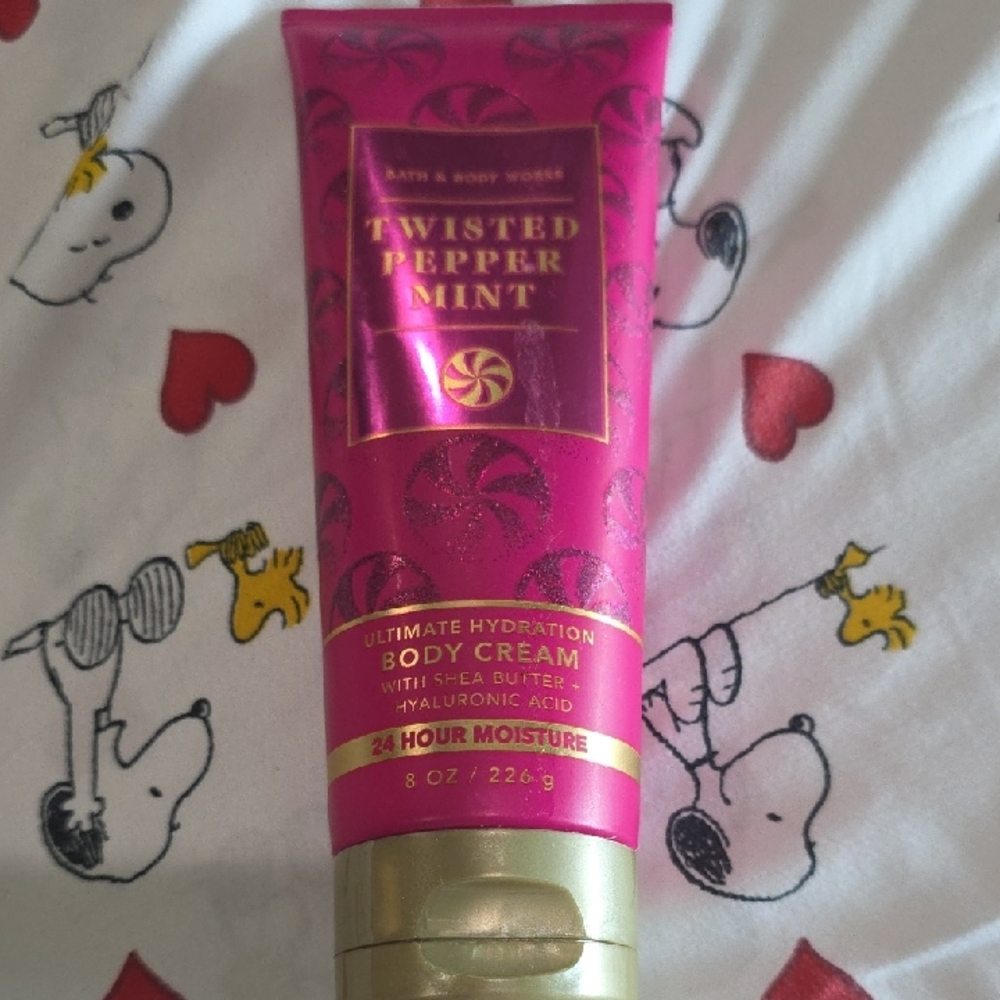 BATH & BODY WORKS
TWISTED
PEPPER
MINT
ULTIMATE HYDRATION
BODY CREAM
WITH SHEA BUTTER +
HYALURONIC ACID
24 HOUR MOISTURE
8 OZ / 226 g